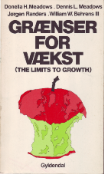 Donella H. Meadows . Dennis L. Meadows
Jørgen Randers . William W. Behrens III
GRÆNSER
FOR
VÆKST
(THE LIMITS TO GROWTH)
Gyldendal